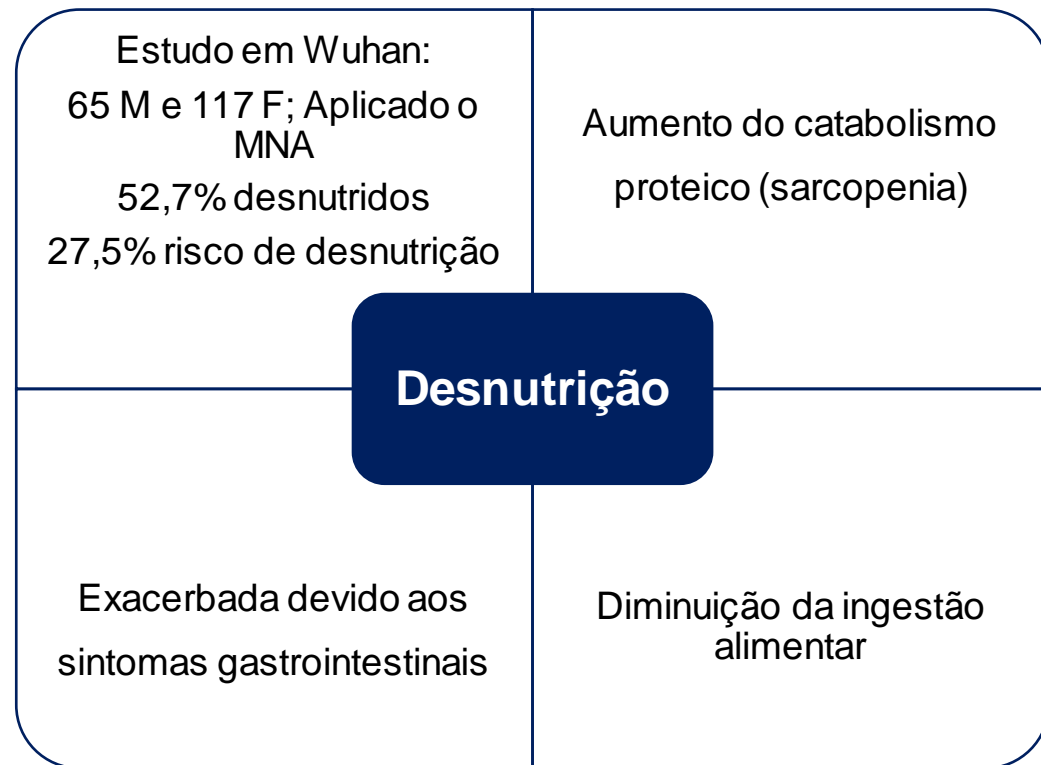 Estudo em Wuhan:
65 M e 117 F; Aplicado o
MNA
52,7% desnutridos
27,5% risco de desnutrição
Aumento do catabolismo
proteico (sarcopenia)
Desnutrição
Exacerbada devido aos
sintomas gastrointestinais
Diminuição da ingestão
alimentar